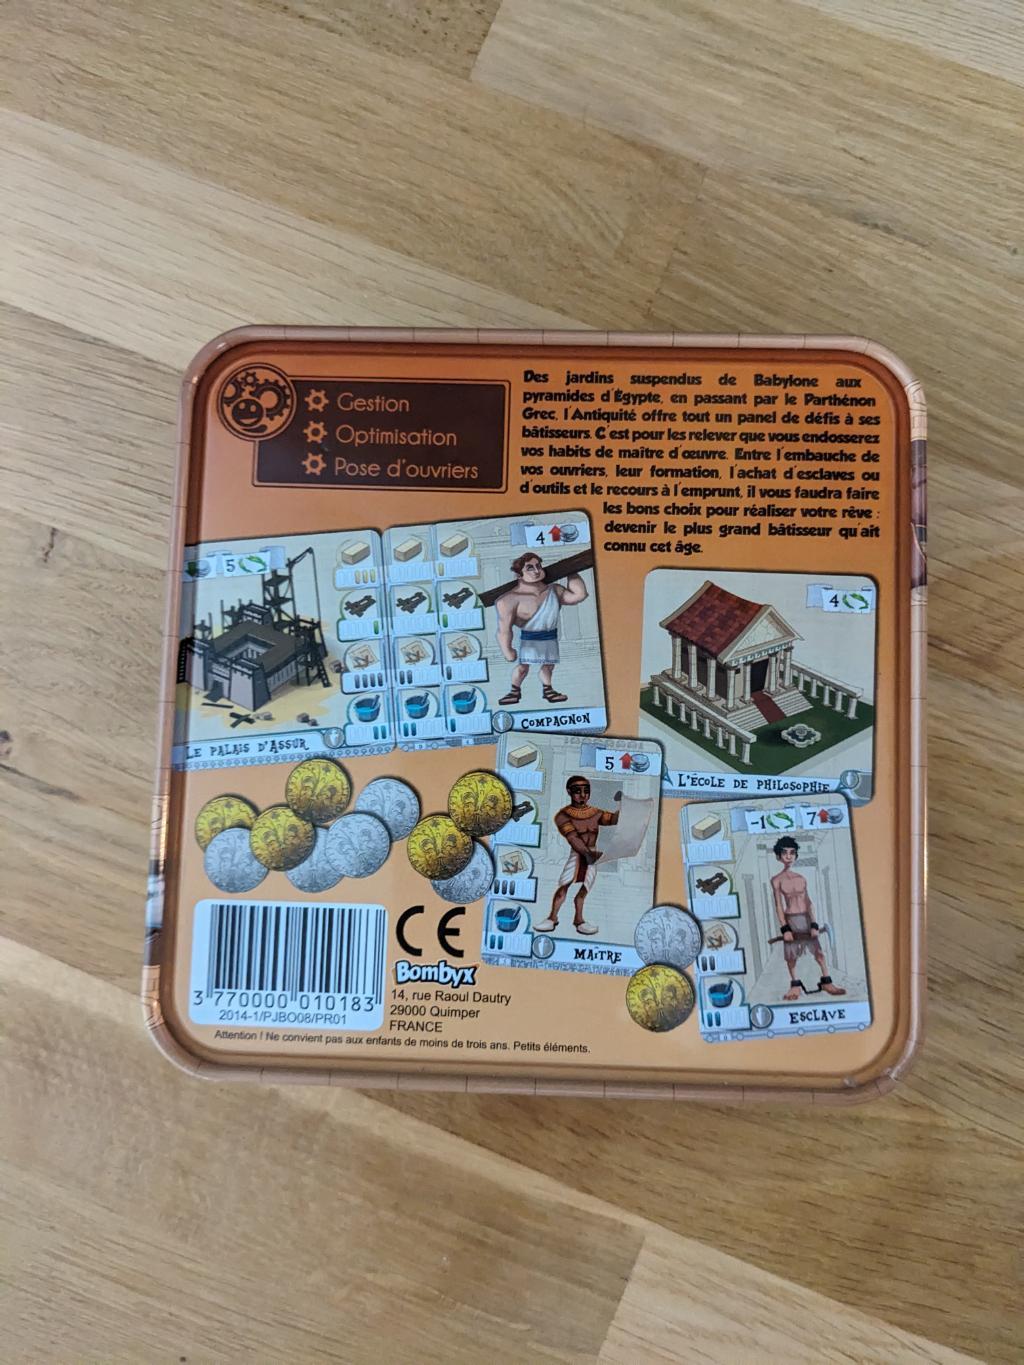 Gestion
Optimisation
Pose d'ouvriers
Des jardins suspendus de Babylone aux
pyramides d'Égypte, en passant par le Parthénon
Grec, l'Antiquité offre tout un panel de défis à ses
bâtisseurs. C'est pour les relever que vous endosserez
vos habits de maître d'œuvre. Entre l'embauche de
vos ouvriers, leur formation, l'achat d'esclaves ou
d'outils et le recours à l'emprunt, il vous faudra faire
les bons choix pour réaliser votre rêve :
devenir le plus grand bâtisseur qu'ait
connu cet âge.
5
LE PALAIS D'ASSUR
4
COMPAGNON
4
L'ÉCOLE DE PHILOSOPHIE
5
MAÎTRE
-1 7
ESCLAVE
3 770000 010183
2014-1/PJBO08/PR01
CE
Bombyx
14, rue Raoul Dautry
29000 Quimper
FRANCE
Attention ! Ne convient pas aux enfants de moins de trois ans. Petits éléments.